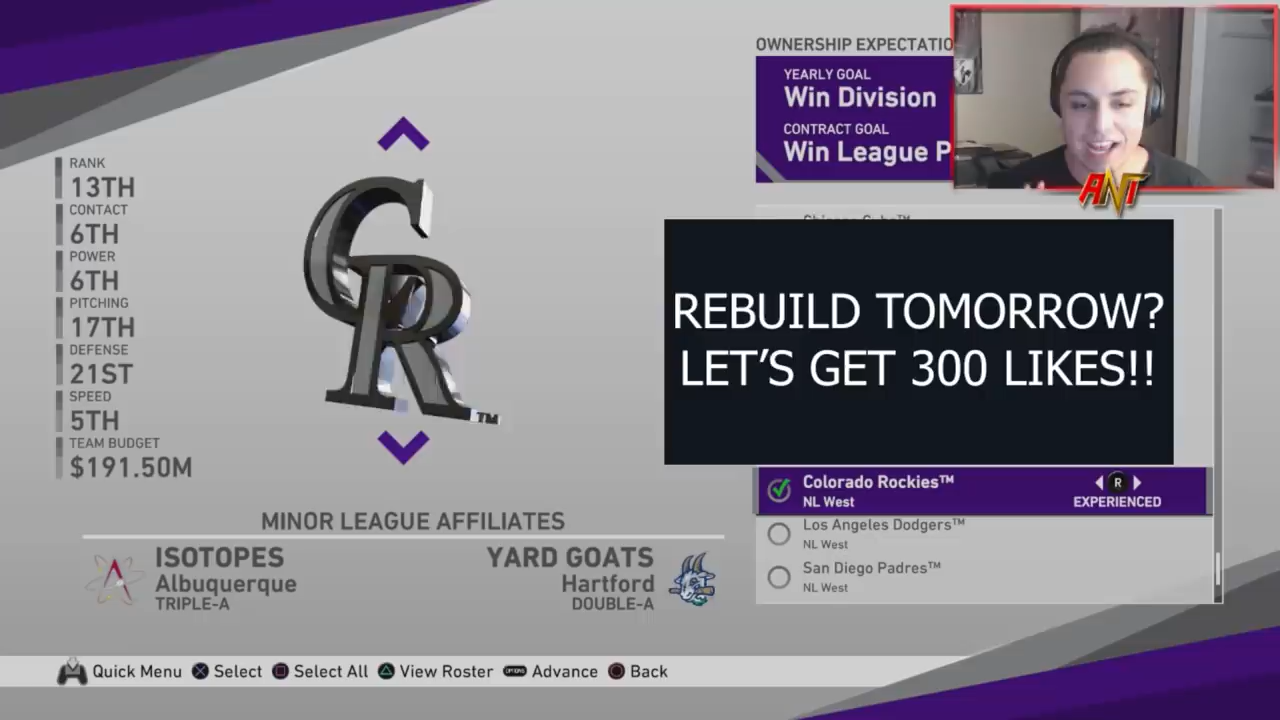 OWNERSHIP EXPECTATIO
YEARLY GOAL
Win Division
CONTRACT GOAL
Win League P
ANT
RANK
13TH
CONTACT
6TH
POWER
6TH
PITCHING
17TH
DEFENSE
21ST
SPEED
5TH
TEAM BUDGET
$191.50M
CR
TM
REBUILD TOMORROW?
LET'S GET 300 LIKES!!
Colorado Rockies™
NL West
R
EXPERIENCED
Los Angeles Dodgers™
NL West
San Diego Padres™
NL West
MINOR LEAGUE AFFILIATES
ISOTOPES
Albuquerque
TRIPLE-A
A
YARD GOATS
Hartford
DOUBLE-A
Quick Menu Select Select All View Roster OPTIONS Advance Back